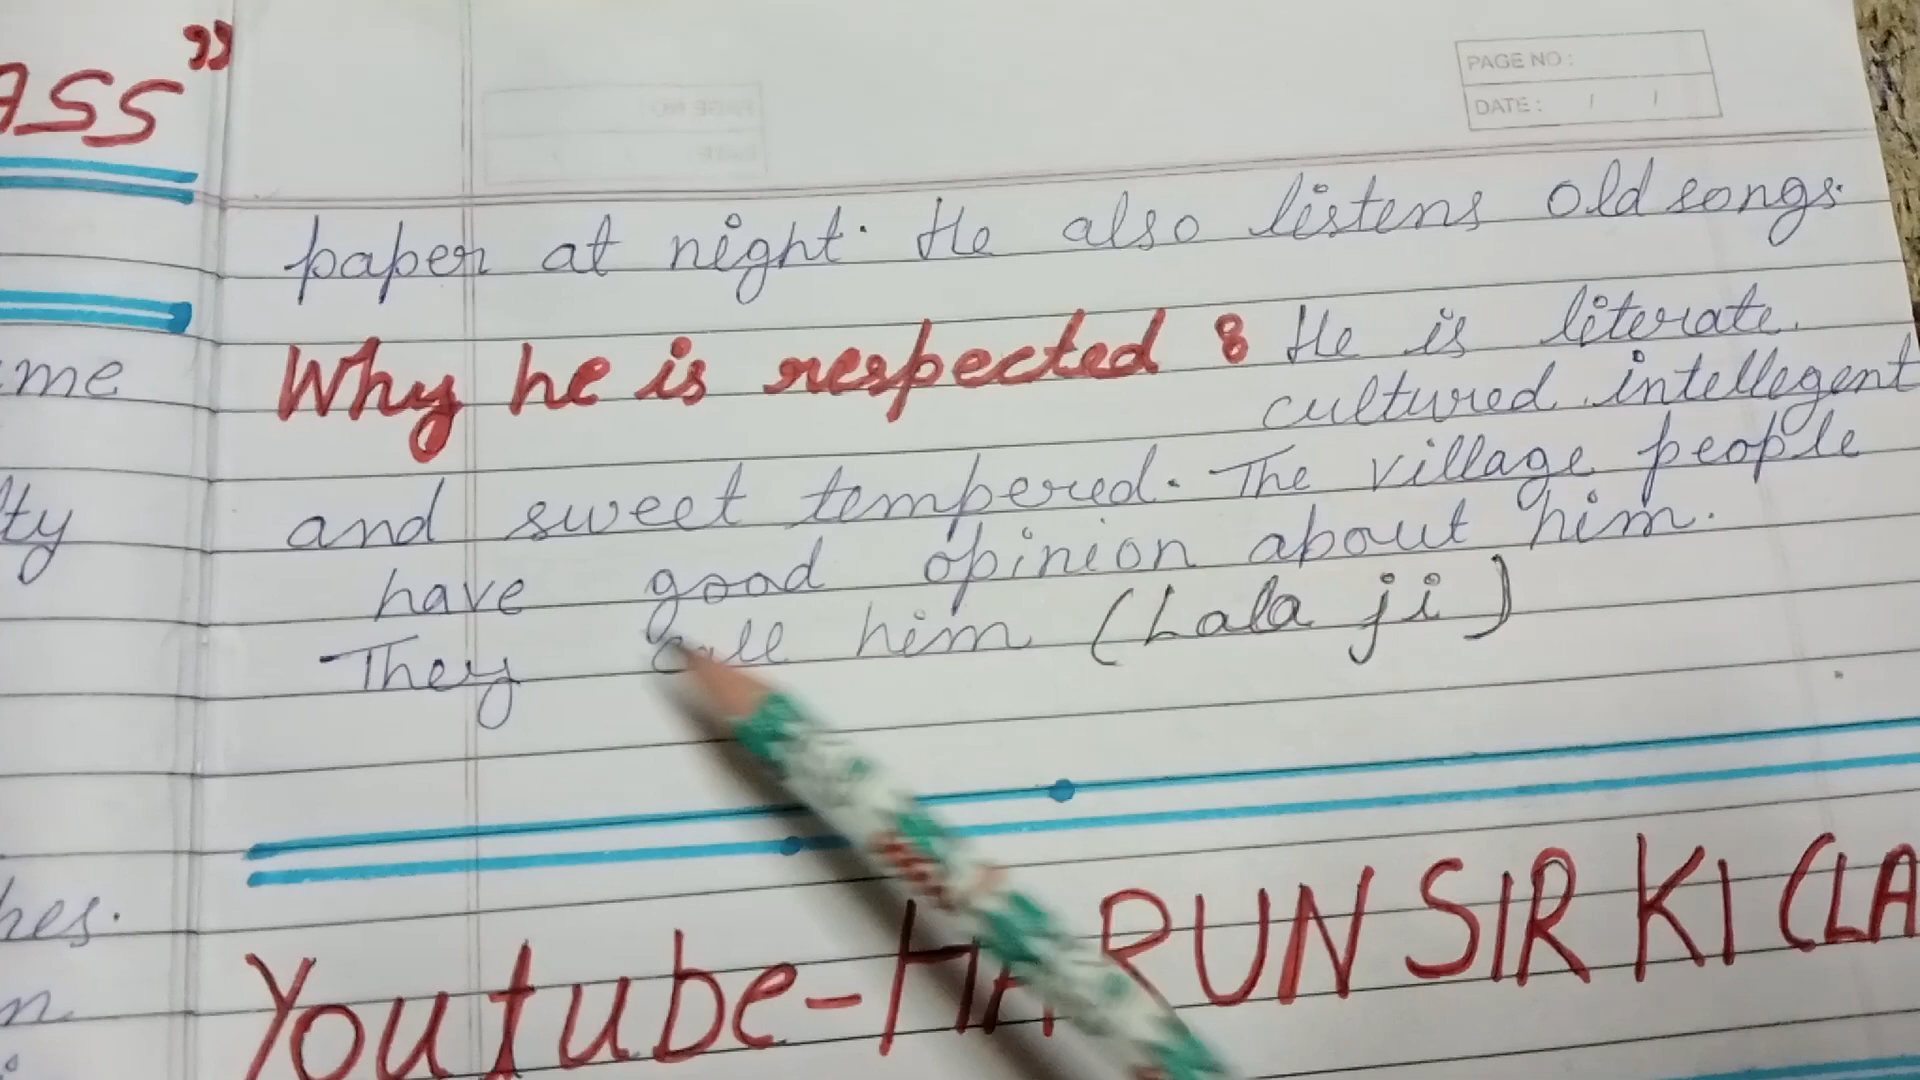 ASS”
PAGE NO :
DATE : / /
paper at night. He also listens old songs.
me
Why he is respected : He is literate.
cultured intellegent
ty
and sweet tempered. The village people
have good opinion about him.
They call him (Lala ji)
hes.
n
Youtube-HARUN SIR KI CLA